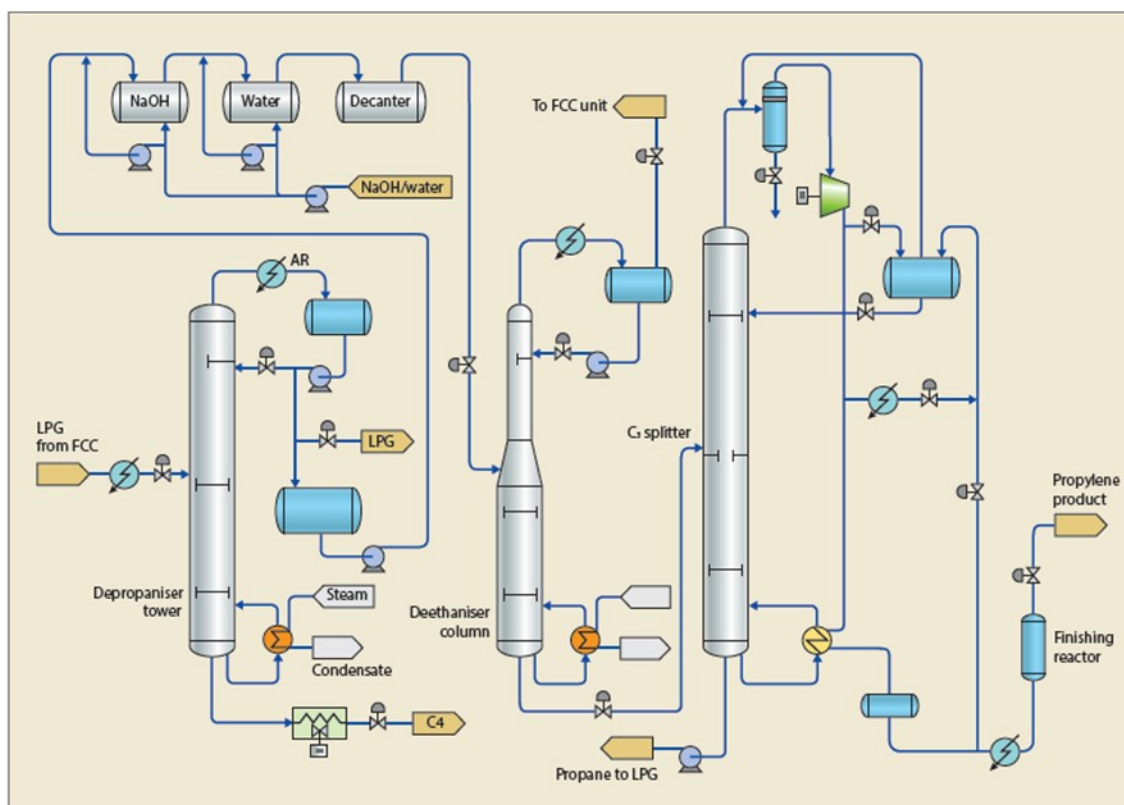 NaOH
Water
Decanter
To FCC unit
NaOH/water
AR
LPG
from FCC
LPG
C₃ splitter
Propylene
product
Depropaniser
tower
Steam
Deethaniser
column
Condensate
Finishing
reactor
C4
Propane to LPG